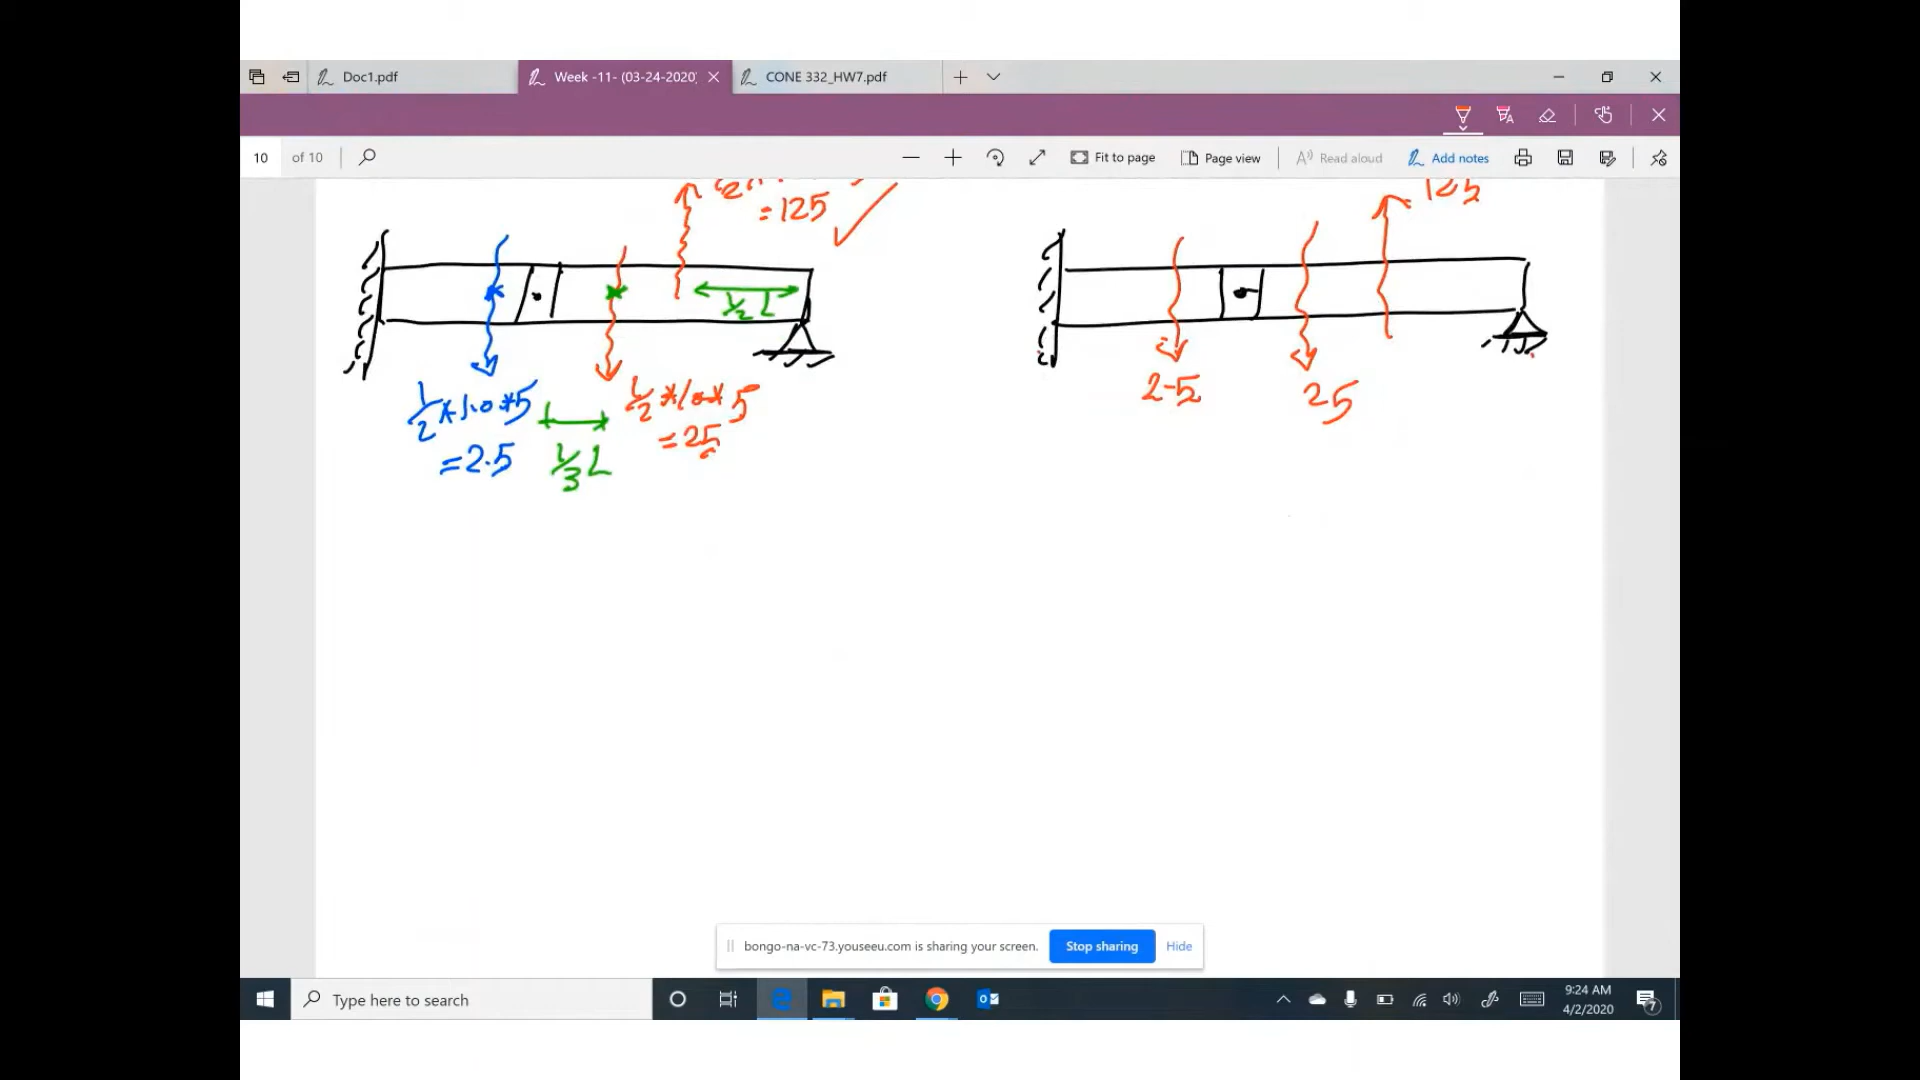 Doc1.pdf
Week -11- (03-24-2020)
CONE 332_HW7.pdf
10 of 10
Fit to page
Page view
Read aloud
Add notes
= 125
125
1/2 L
1/2 * 1.0 * 5
= 2.5
1/3 L
1/2 * 10 * 5
= 25
2.5
25
bongo-na-vc-73.youseeu.com is sharing your screen.
Stop sharing
Hide
Type here to search
9:24 AM
4/2/2020
7